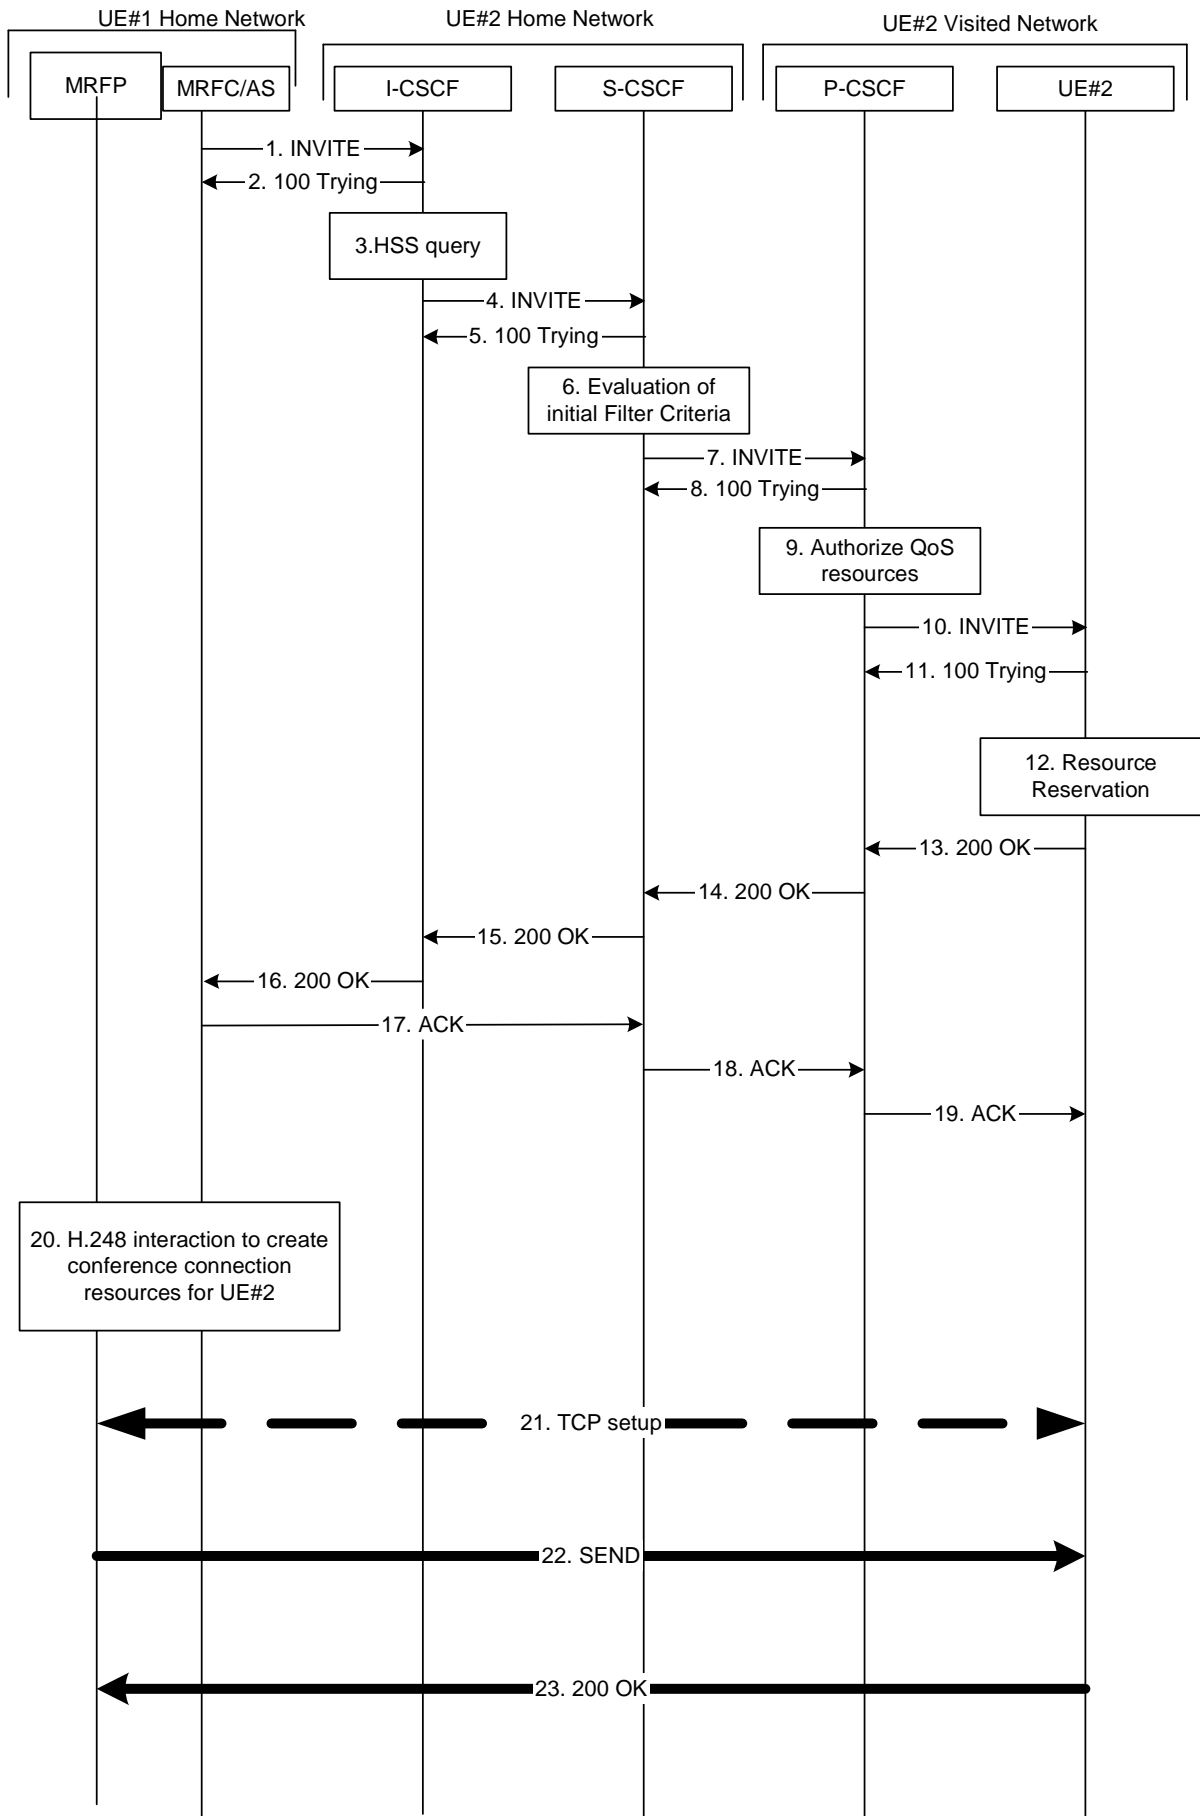 UE#1 Home Network
UE#2 Home Network
UE#2 Visited Network
MRFP
MRFC/AS
I-CSCF
S-CSCF
P-CSCF
UE#2
1. INVITE
2. 100 Trying
3.HSS query
4. INVITE
5. 100 Trying
6. Evaluation of
initial Filter Criteria
7. INVITE
8. 100 Trying
9. Authorize QoS
resources
10. INVITE
11. 100 Trying
12. Resource
Reservation
13. 200 OK
14. 200 OK
15. 200 OK
16. 200 OK
17. ACK
18. ACK
19. ACK
20. H.248 interaction to create
conference connection
resources for UE#2
21. TCP setup
22. SEND
23. 200 OK